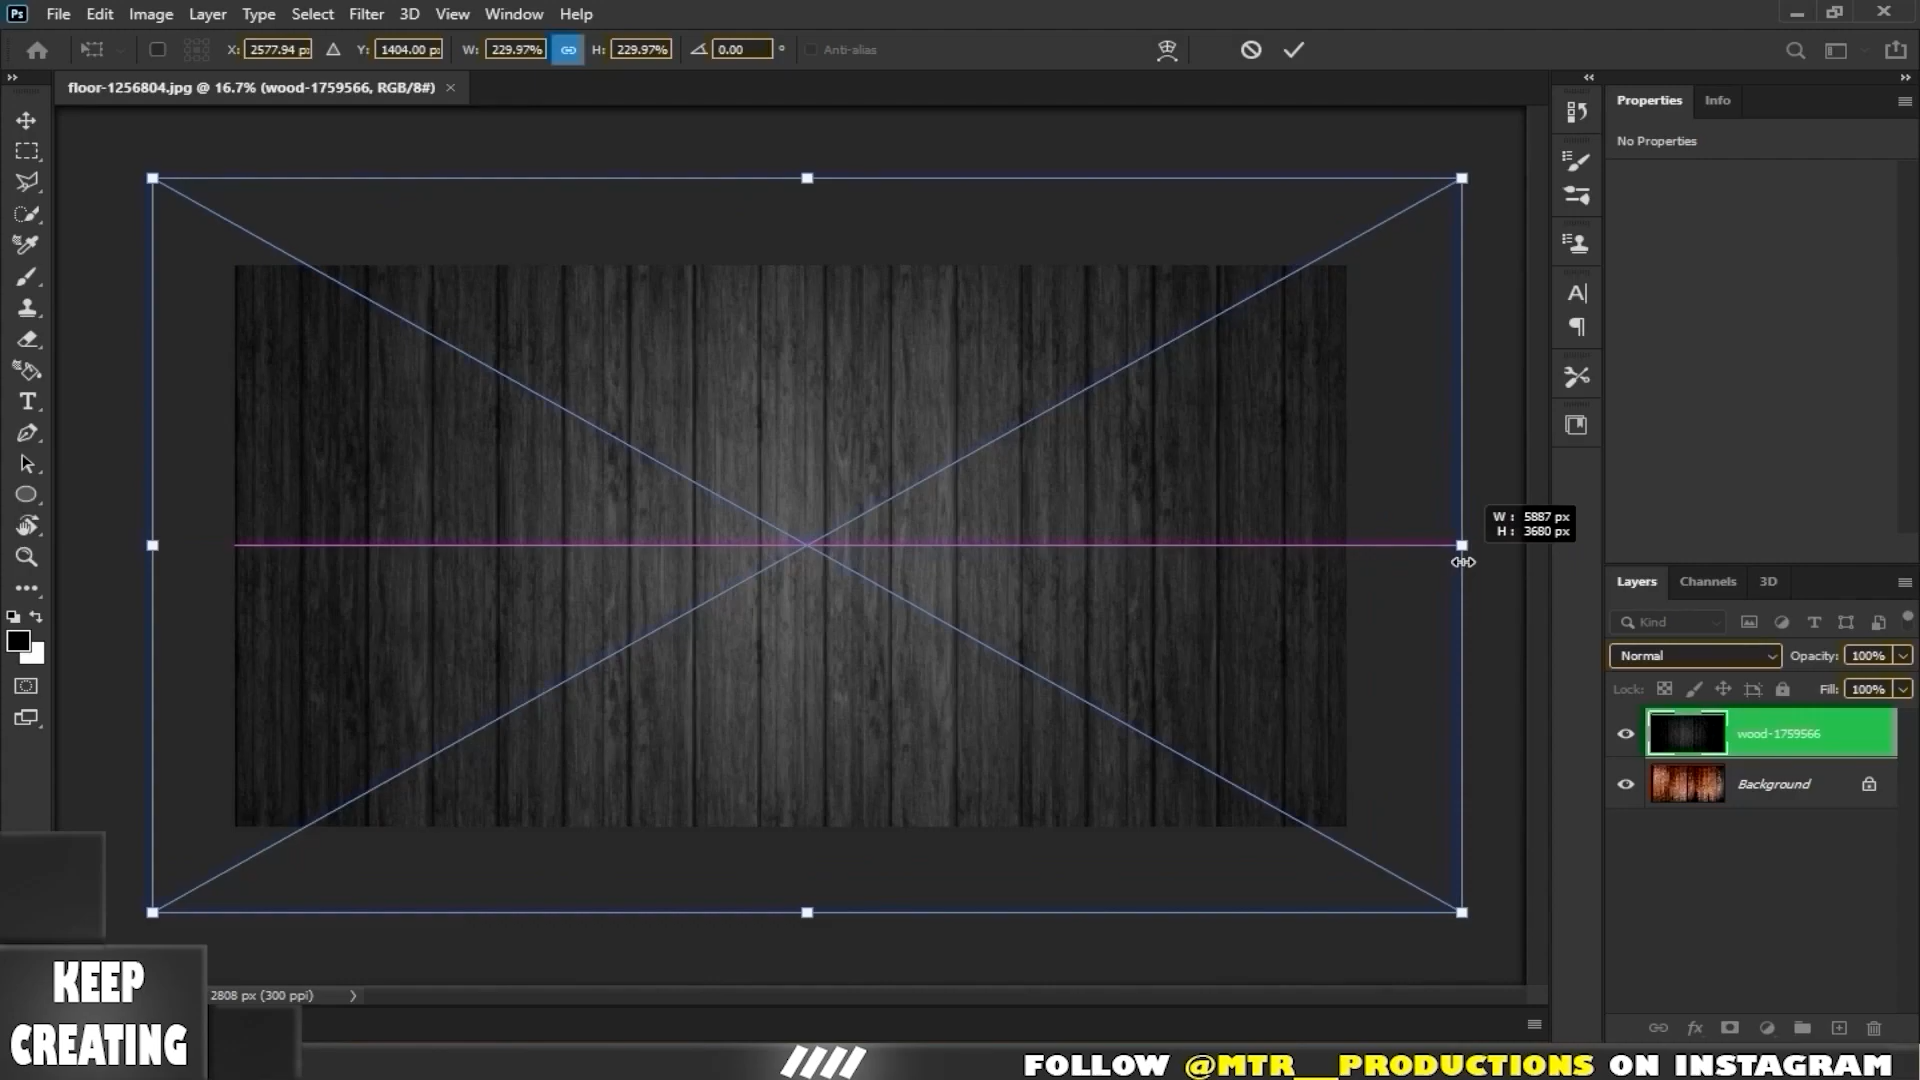 Ps File Edit Image Layer Type Select Filter 3D View Window Help
X: 2577.94 p Y: 1404.00 p W: 229.97% H: 229.97% 0.00 ° Anti-alias
floor-1256804.jpg @ 16.7% (wood-1759566, RGB/8#) ×
Properties Info
No Properties
W : 5887 px
H : 3680 px
Layers Channels 3D
Kind
Normal Opacity: 100%
Lock: Fill: 100%
wood-1759566
Background
2808 px (300 ppi)
KEEP
CREATING
FOLLOW @MTR__PRODUCTIONS ON INSTAGRAM